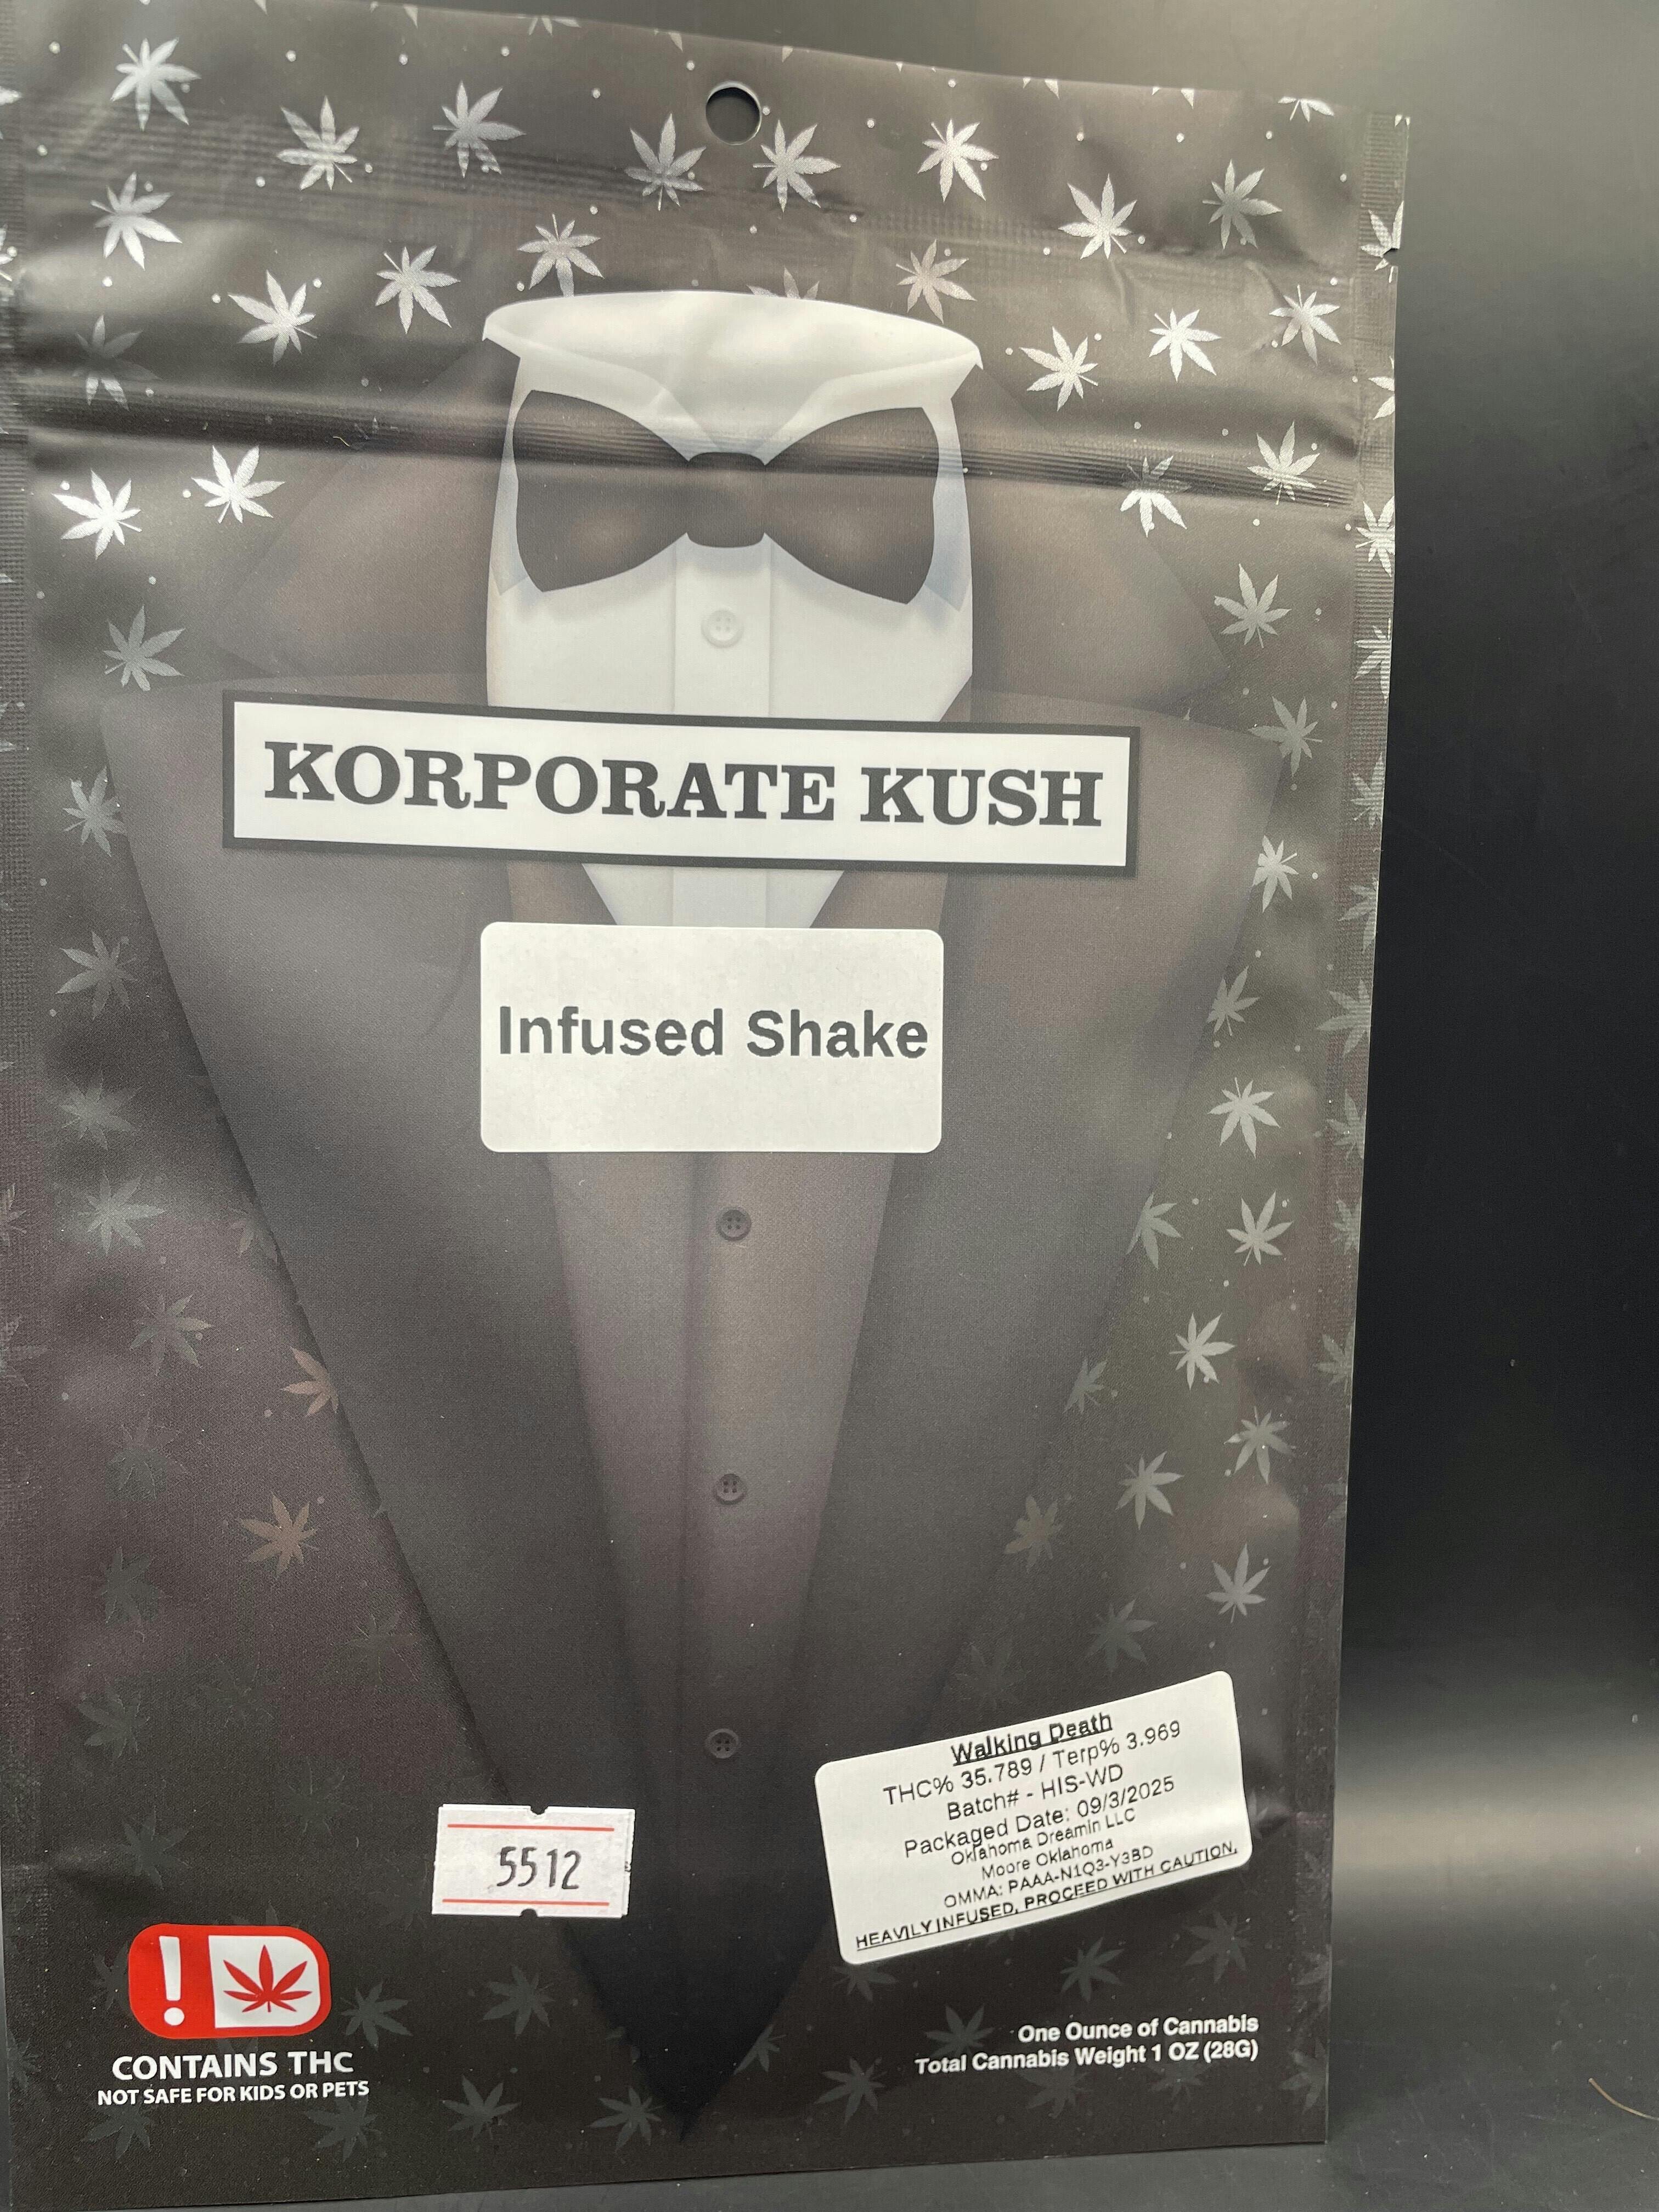 KORPORATE KUSH
Infused Shake
Walking Death
THC% 35.789 / Terp% 3.969
Batch# - HIS-WD
Packaged Date: 09/3/2025
Oklahoma Dreamin LLC
Moore Oklahoma
OMMA: PAAA-N1Q3-Y3BD
HEAVILY INFUSED, PROCEED WITH CAUTION.
5512
!
CONTAINS THC
NOT SAFE FOR KIDS OR PETS
One Ounce of Cannabis
Total Cannabis Weight 1 OZ (28G)